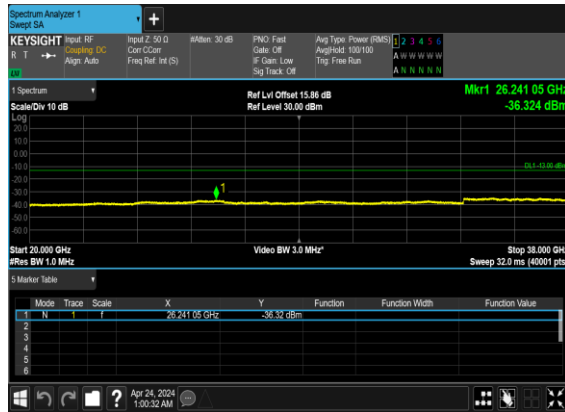 Spectrum Analyzer 1
Swept SA
+
KEYSIGHT
R T
Input: RF
Coupling: DC
Align: Auto
Input Z: 50 Ω
Corr CCorr
Freq Ref: Int (S)
#Atten: 30 dB
PNO: Fast
Gate: Off
IF Gain: Low
Sig Track: Off
Avg Type: Power (RMS)
Avg|Hold: 100/100
Trig: Free Run
1 2 3 4 5 6
A W W W W W
A N N N N N
1 Spectrum
Scale/Div 10 dB
Log
Ref Lvl Offset 15.86 dB
Ref Level 30.00 dBm
Mkr1 26.241 05 GHz
-36.324 dBm
20.0
10.0
0.00
-10.0
-20.0
-30.0
-40.0
-50.0
-60.0
DL1 -13.00 dBm
1
Start 20.000 GHz
#Res BW 1.0 MHz
Video BW 3.0 MHz*
Stop 38.000 GHz
Sweep 32.0 ms (40001 pts)
5 Marker Table
Mode Trace Scale X Y Function Function Width Function Value
1 N 1 f 26.241 05 GHz -36.32 dBm
2
3
4
5
6
?
Apr 24, 2024
1:00:32 AM